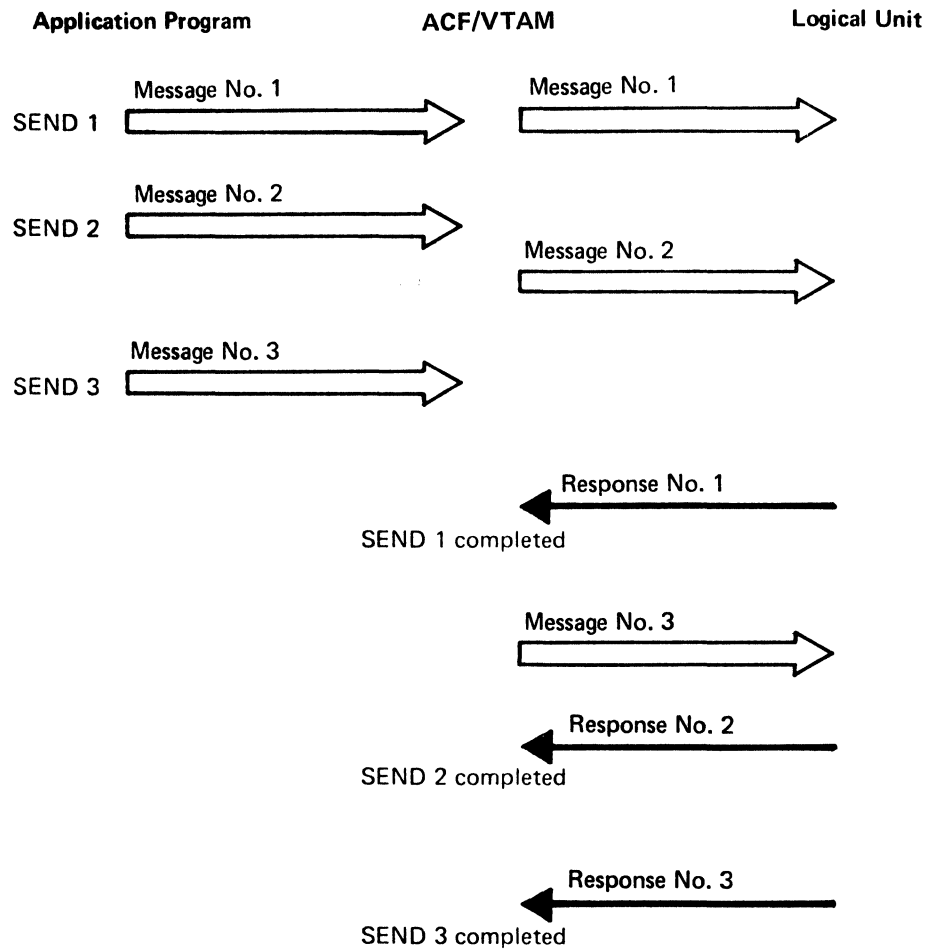 Application Program ACF/VTAM Logical Unit
Message No. 1 Message No. 1
SEND 1
Message No. 2
SEND 2
Message No. 2
Message No. 3
SEND 3
Response No. 1
SEND 1 completed
Message No. 3
Response No. 2
SEND 2 completed
Response No. 3
SEND 3 completed